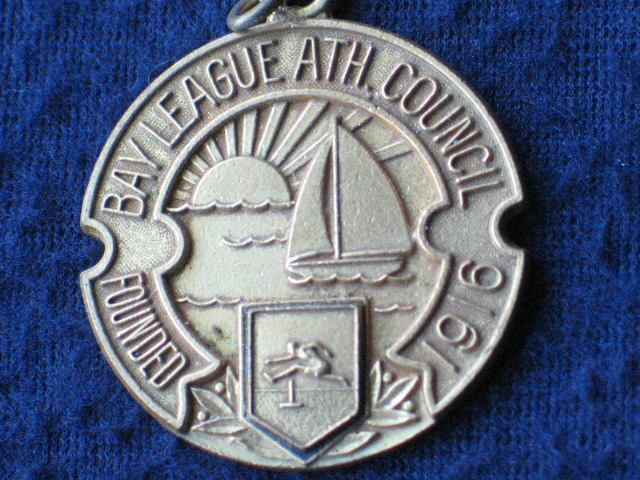 BAY LEAGUE ATH. COUNCIL
FOUNDED 1916